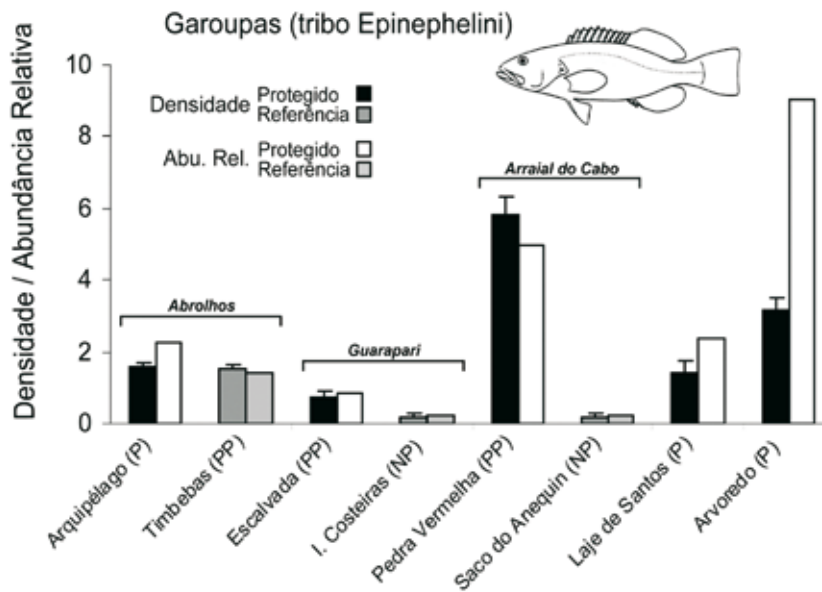 Garoupas (tribo Epinephelini)
Densidade / Abundância Relativa
10
8
6
4
2
0
Densidade Protegido
Referência
Abu. Rel. Protegido
Referência
Abrolhos
Guarapari
Arraial do Cabo
Arquipélago (P)
Timbebas (PP)
Escalvada (PP)
I. Costeiras (NP)
Pedra Vermelha (PP)
Saco do Anequin (NP)
Laje de Santos (P)
Arvoredo (P)